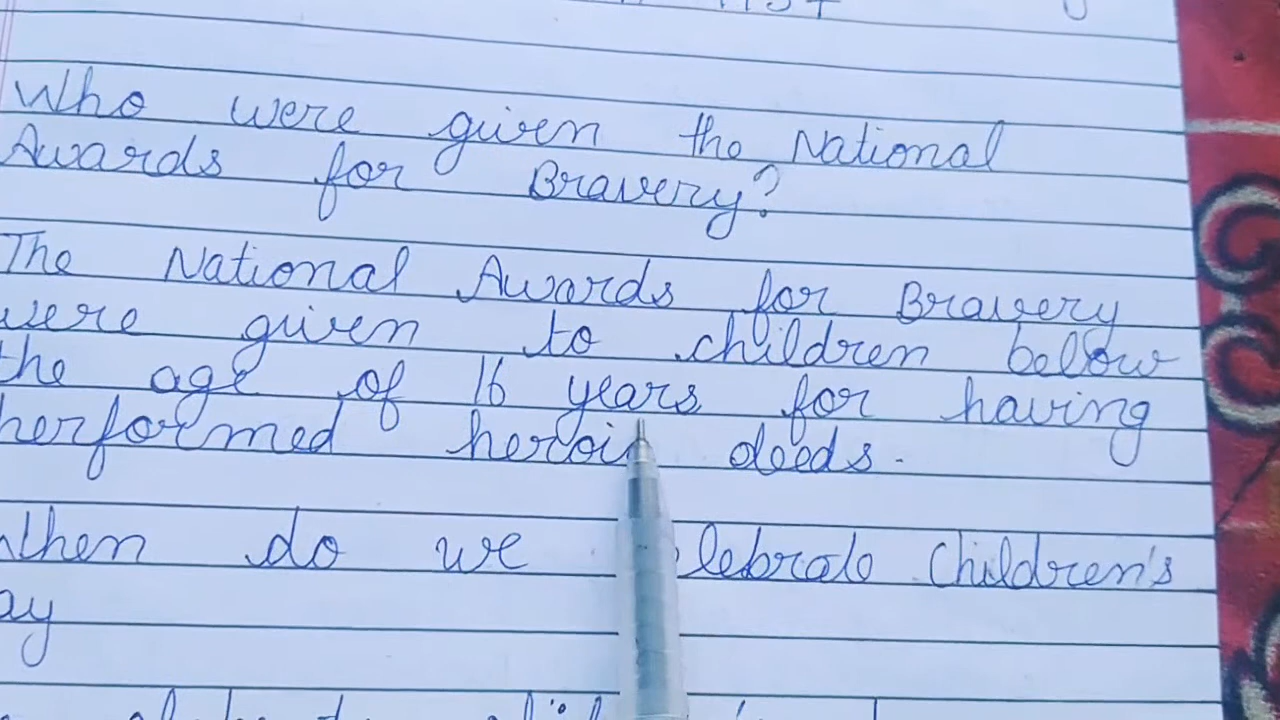 Who were given the National
Awards for Bravery?
The National Awards for Bravery
were given to children below
the age of 16 years for having
performed heroic deeds.
When do we celebrate Children's
ay